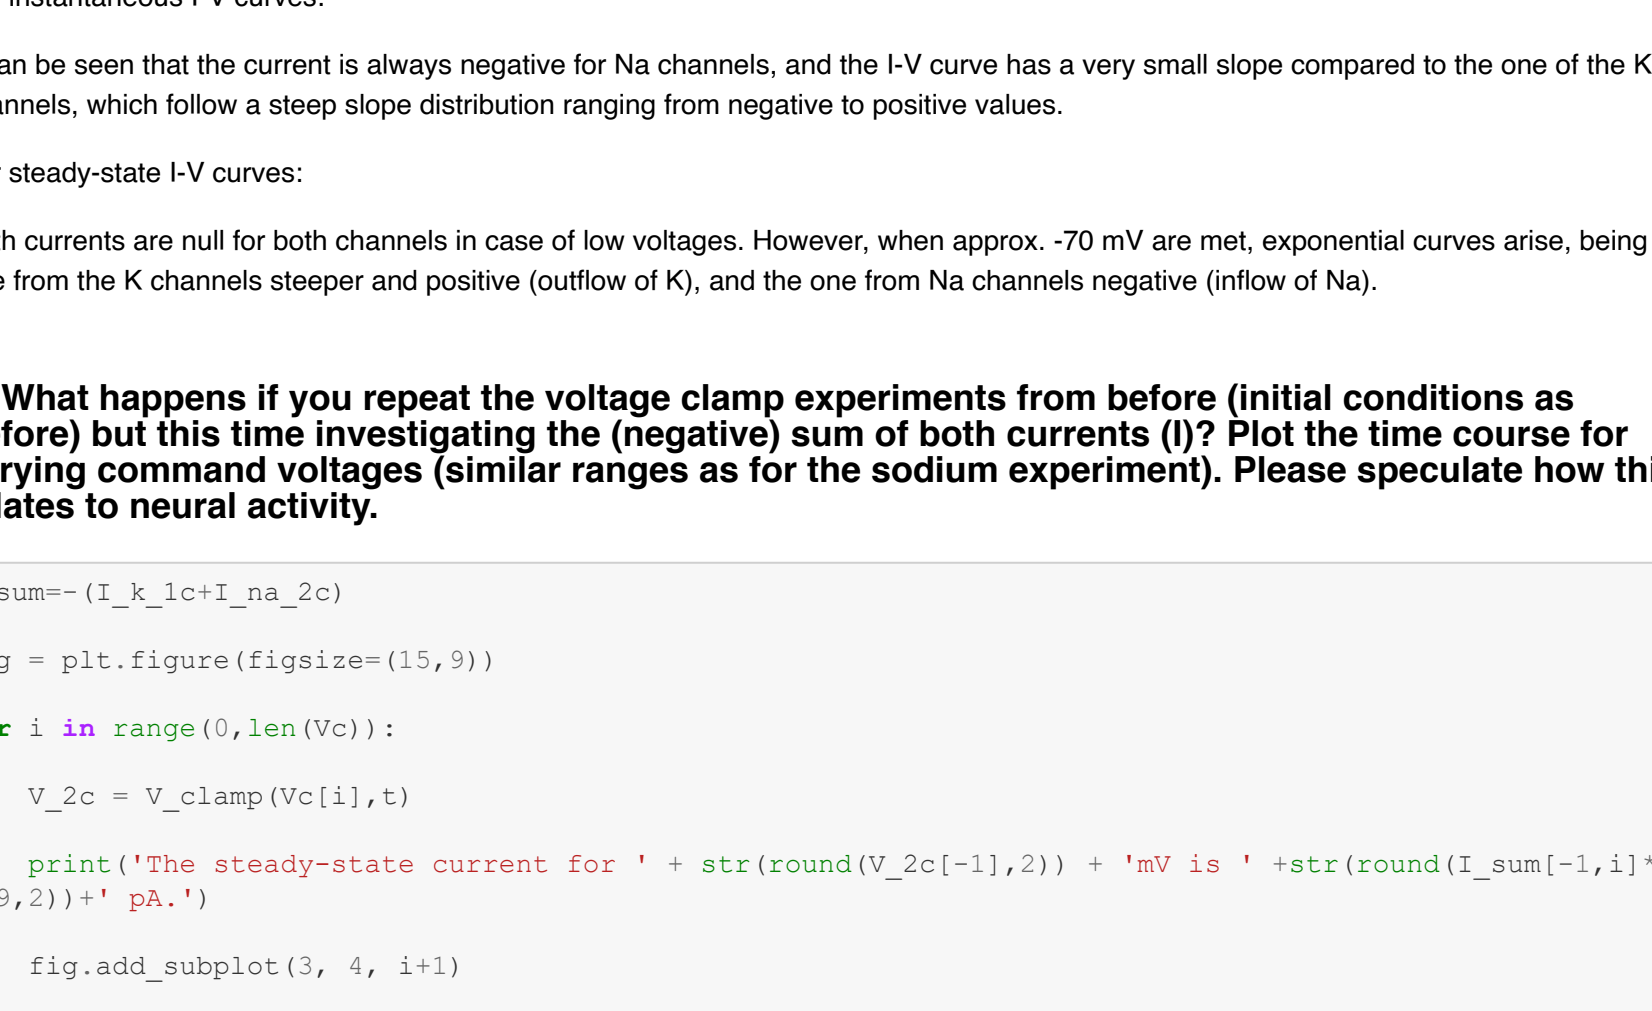 instantaneous I-V curves:
an be seen that the current is always negative for Na channels, and the I-V curve has a very small slope compared to the one of the K
nnels, which follow a steep slope distribution ranging from negative to positive values.
r steady-state I-V curves:
h currents are null for both channels in case of low voltages. However, when approx. -70 mV are met, exponential curves arise, being
e from the K channels steeper and positive (outflow of K), and the one from Na channels negative (inflow of Na).
What happens if you repeat the voltage clamp experiments from before (initial conditions as
fore) but this time investigating the (negative) sum of both currents (I)? Plot the time course for
rying command voltages (similar ranges as for the sodium experiment). Please speculate how thi
lates to neural activity.
sum=-(I_k_1c+I_na_2c)
g = plt.figure(figsize=(15,9))
r i in range(0,len(Vc)):
V_2c = V_clamp(Vc[i],t)
print('The steady-state current for ' + str(round(V_2c[-1],2)) + 'mV is ' +str(round(I_sum[-1,i]*
9,2))+' pA.')
fig.add_subplot(3, 4, i+1)